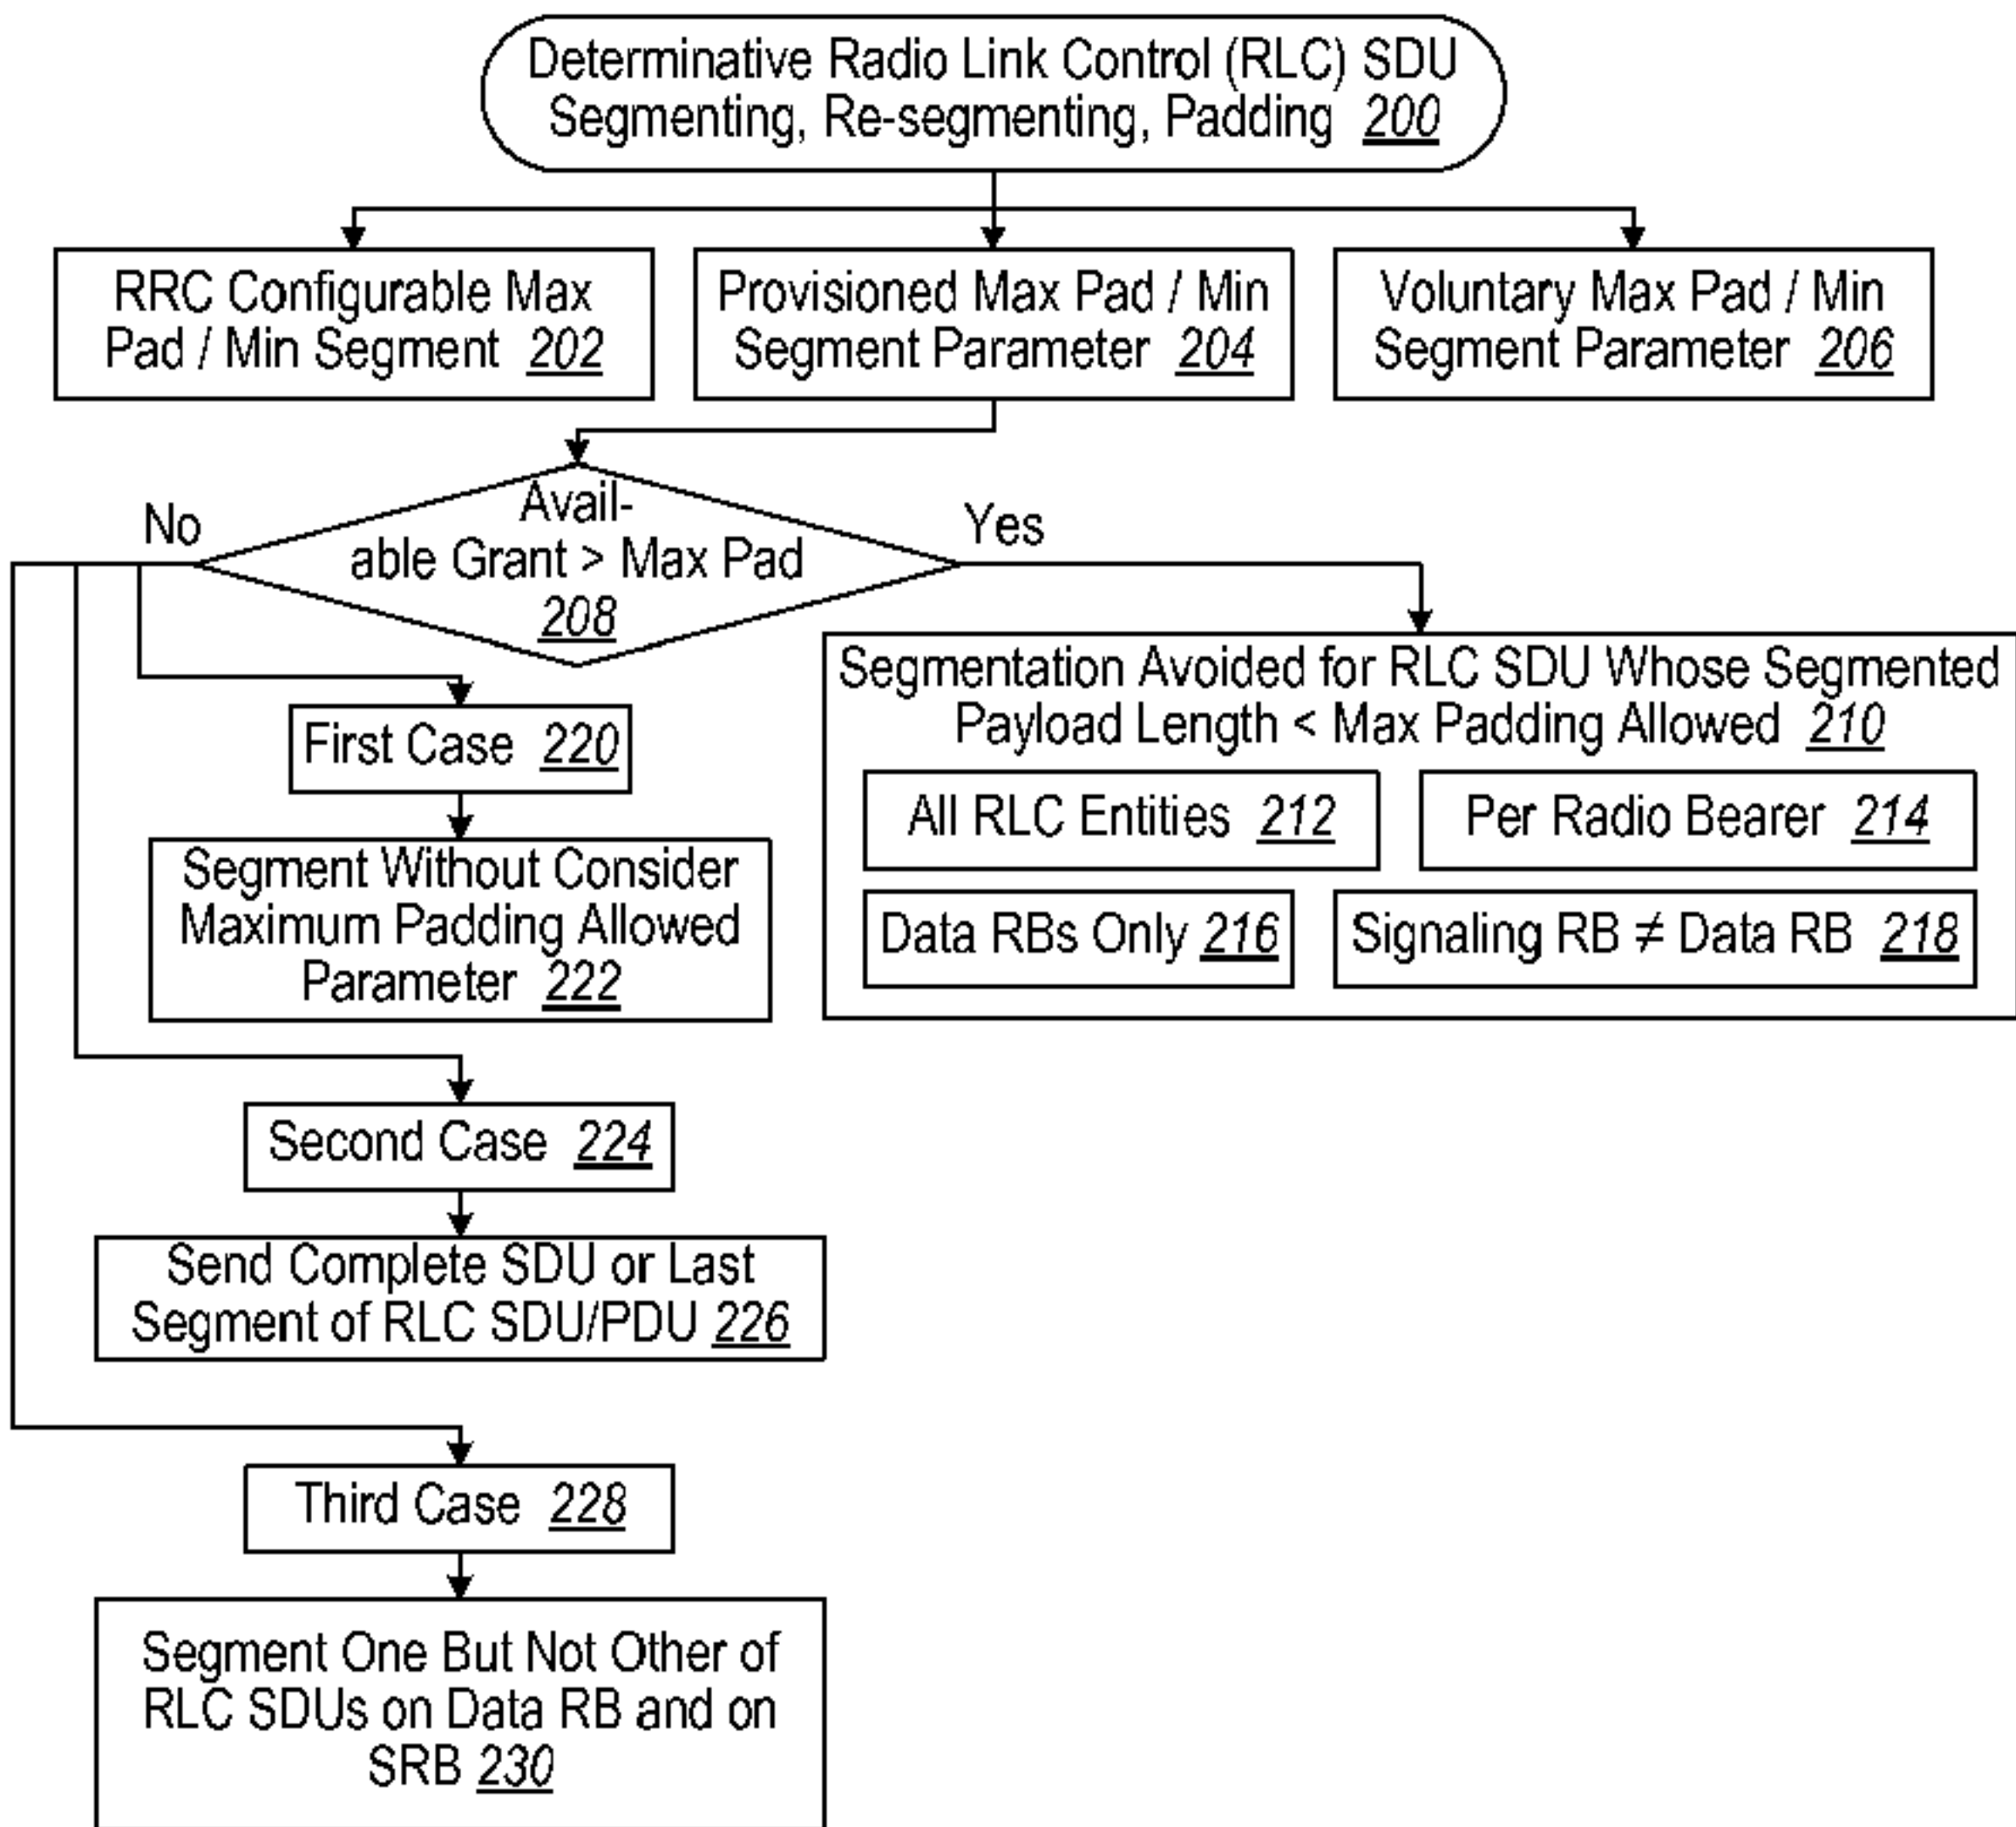 Determinative Radio Link Control (RLC) SDU
Segmenting, Re-segmenting, Padding 200
RRC Configurable Max
Pad / Min Segment 202
Provisioned Max Pad / Min
Segment Parameter 204
Voluntary Max Pad / Min
Segment Parameter 206
No
Avail-
able Grant > Max Pad
208
Yes
Segmentation Avoided for RLC SDU Whose Segmented
Payload Length < Max Padding Allowed 210
All RLC Entities 212
Per Radio Bearer 214
Data RBs Only 216
Signaling RB ≠ Data RB 218
First Case 220
Segment Without Consider
Maximum Padding Allowed
Parameter 222
Second Case 224
Send Complete SDU or Last
Segment of RLC SDU/PDU 226
Third Case 228
Segment One But Not Other of
RLC SDUs on Data RB and on
SRB 230